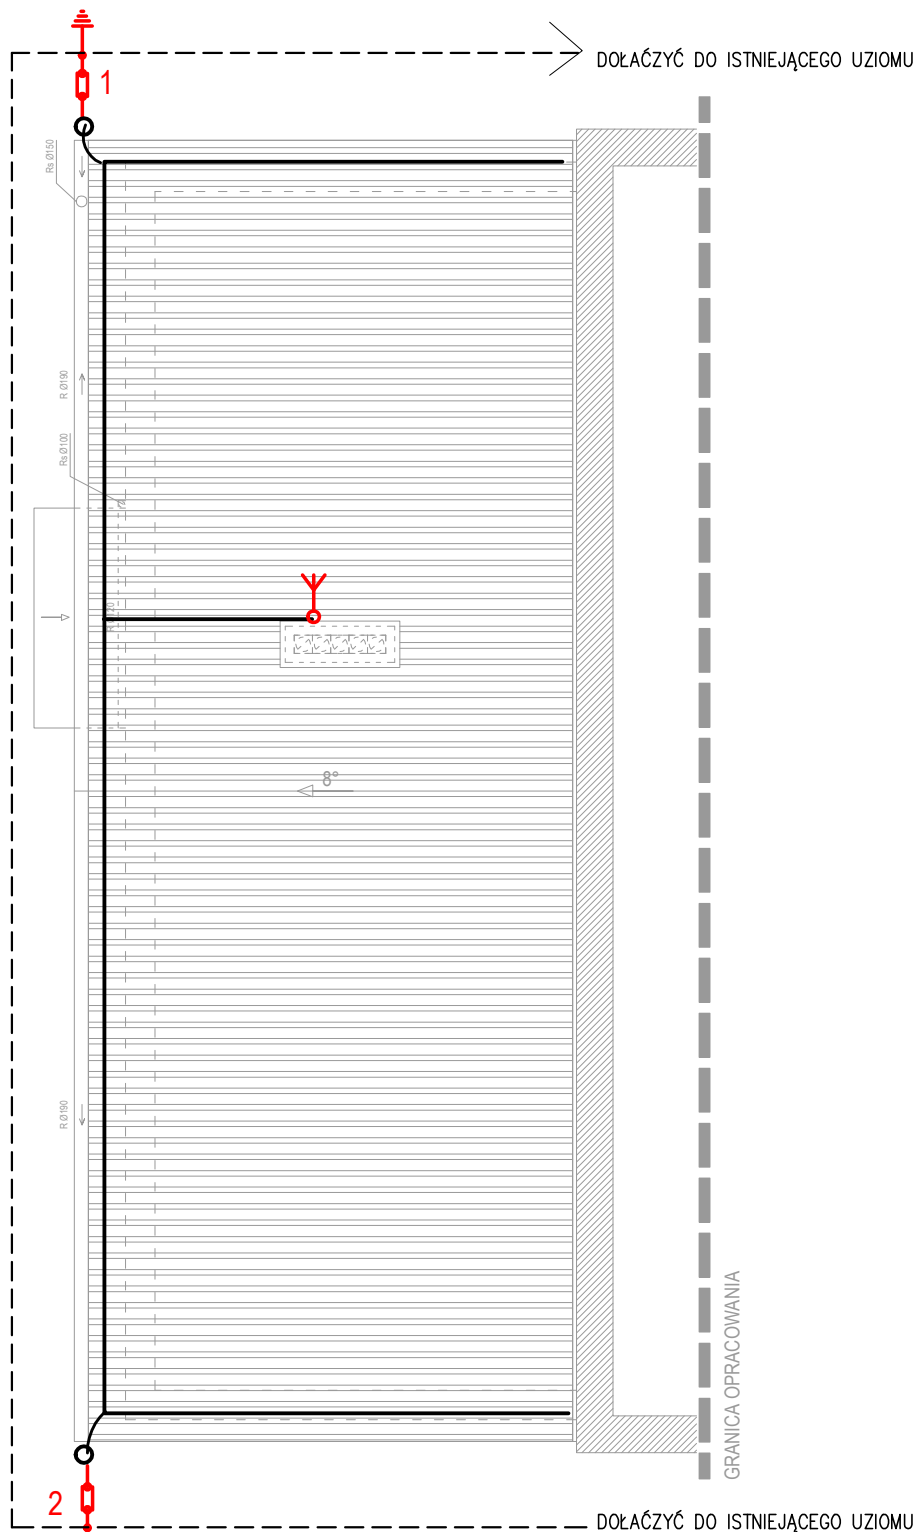 DOŁĄCZYĆ DO ISTNIEJĄCEGO UZIOMU
1
Rs Ø150
R Ø190
Rs Ø100
8°
R Ø190
GRANICA OPRACOWANIA
2
DOŁĄCZYĆ DO ISTNIEJĄCEGO UZIOMU